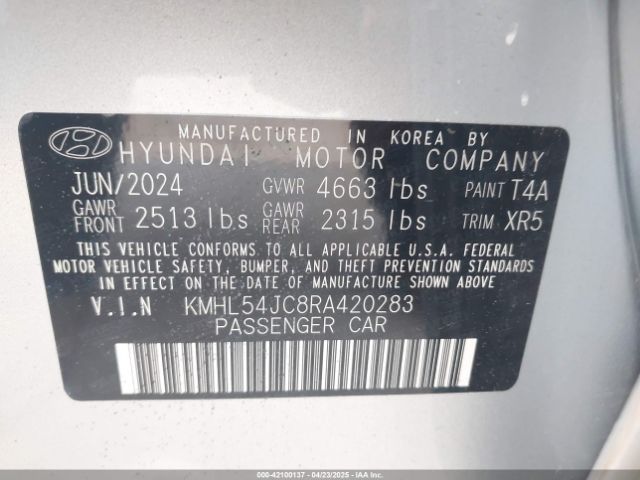 MANUFACTURED IN KOREA BY
HYUNDAI MOTOR COMPANY
JUN/2024 GVWR 4663 lbs PAINT T4A
GAWR FRONT 2513 lbs GAWR REAR 2315 lbs TRIM XR5
THIS VEHICLE CONFORMS TO ALL APPLICABLE U.S.A. FEDERAL
MOTOR VEHICLE SAFETY, BUMPER, AND THEFT PREVENTION STANDARDS
IN EFFECT ON THE DATE OF MANUFACTURE SHOWN ABOVE.
V.I.N KMHL54JC8RA420283
PASSENGER CAR
000-42100137 - 04/23/2025 - IAAI.COM